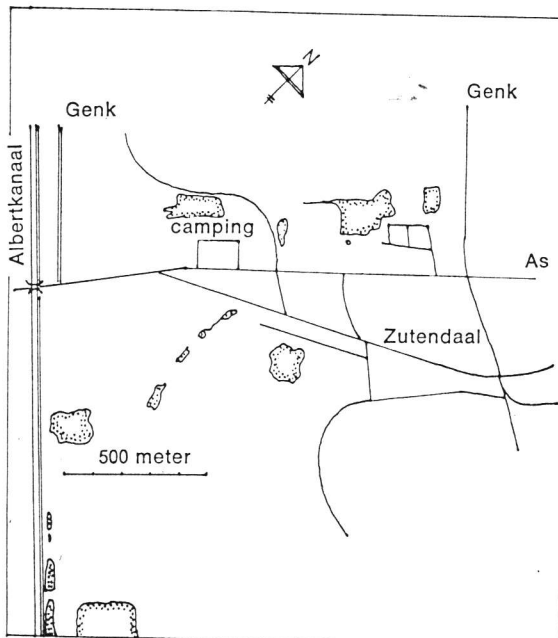 N
Genk
Genk
Albertkanaal
camping
As
Zutendaal
500 meter